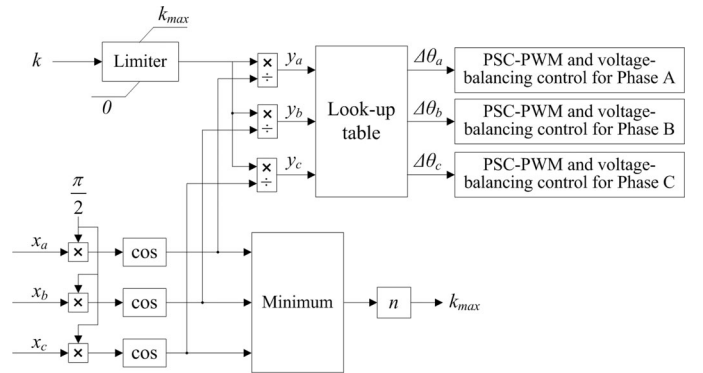 k_max
k
Limiter
0
×
÷
y_a
×
÷
y_b
×
÷
y_c
Look-up
table
Δθ_a
Δθ_b
Δθ_c
PSC-PWM and voltage-
balancing control for Phase A
PSC-PWM and voltage-
balancing control for Phase B
PSC-PWM and voltage-
balancing control for Phase C
π
2
x_a
×
cos
x_b
×
cos
x_c
×
cos
Minimum
n
k_max